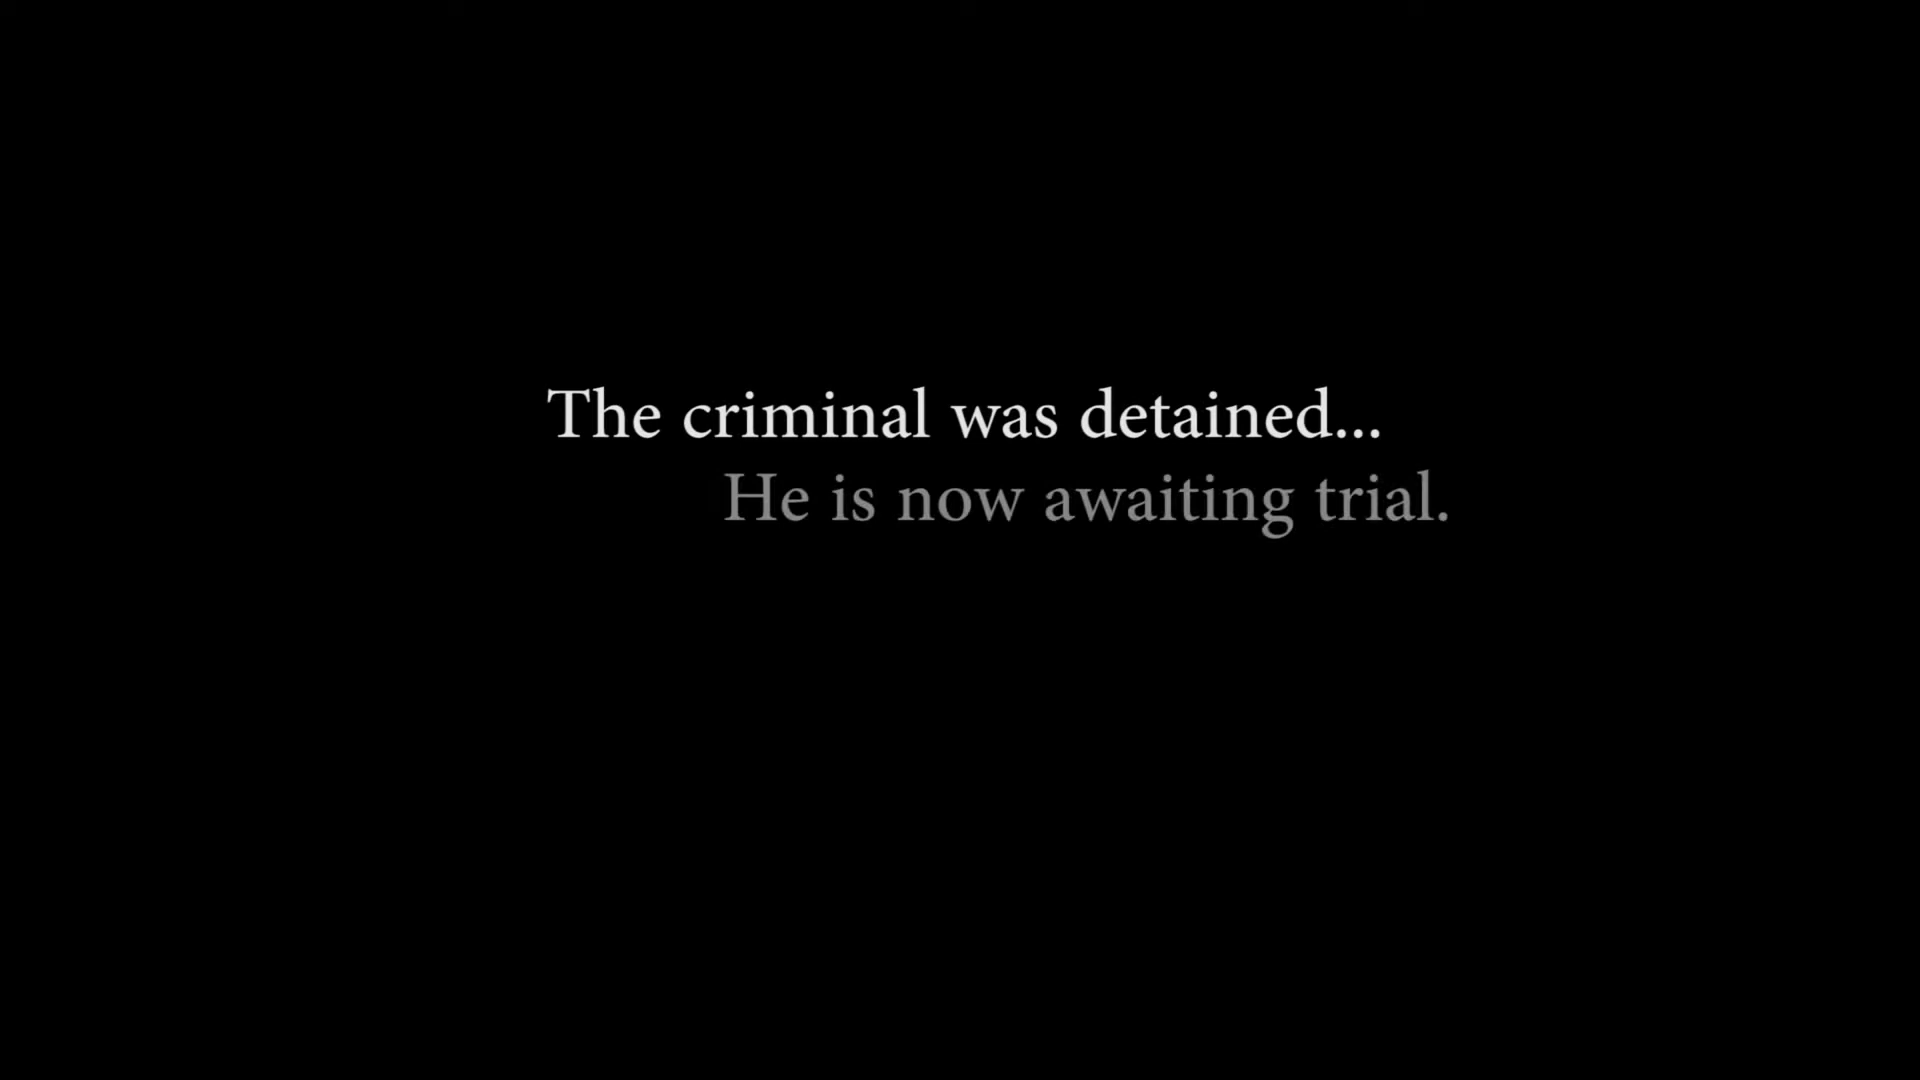 The criminal was detained...
He is now awaiting trial.